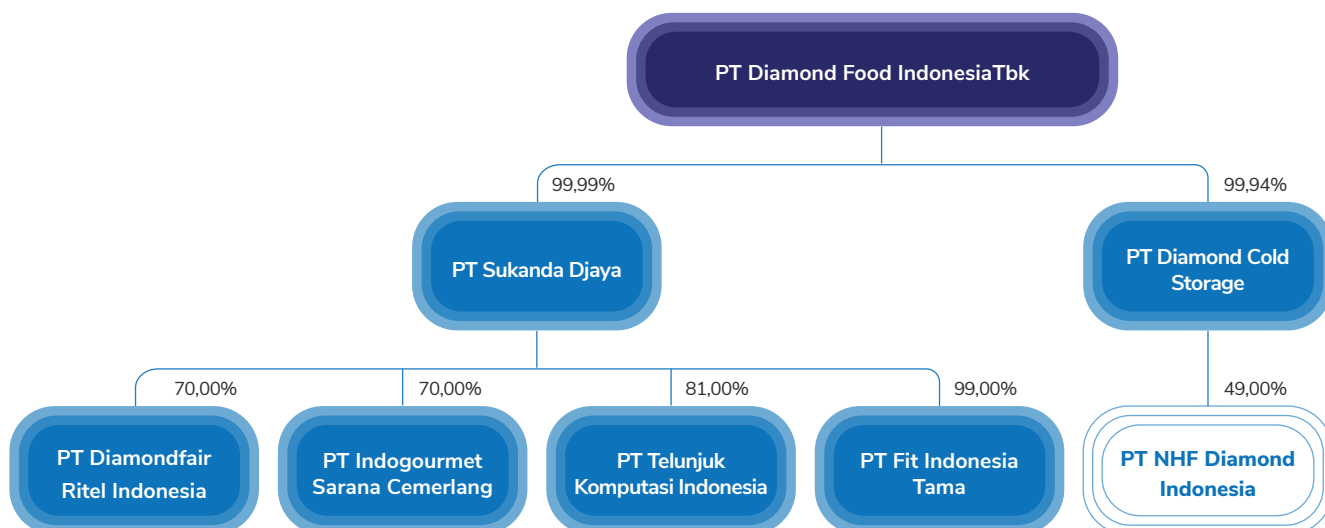 PT Diamond Food IndonesiaTbk
99,99%
99,94%
PT Sukanda Djaya
PT Diamond Cold
Storage
70,00%
70,00%
81,00%
99,00%
49,00%
PT Diamondfair
Ritel Indonesia
PT Indogourmet
Sarana Cemerlang
PT Telunjuk
Komputasi Indonesia
PT Fit Indonesia
Tama
PT NHF Diamond
Indonesia